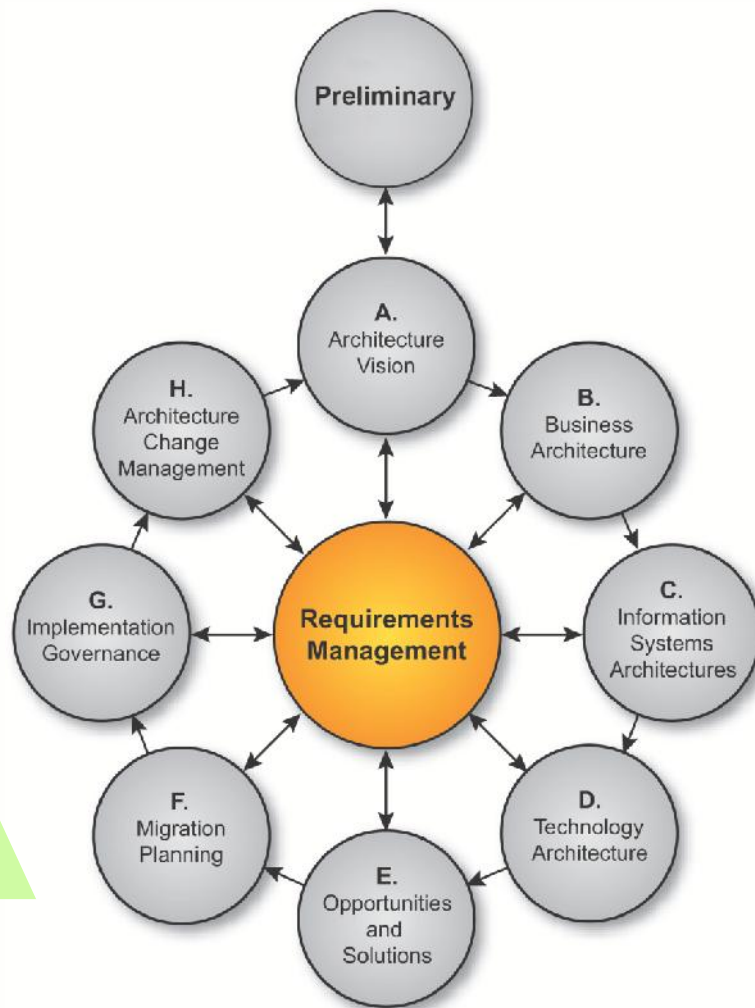 Preliminary
A.
Architecture
Vision
B.
Business
Architecture
C.
Information
Systems
Architectures
D.
Technology
Architecture
E.
Opportunities
and
Solutions
F.
Migration
Planning
G.
Implementation
Governance
H.
Architecture
Change
Management
Requirements
Management